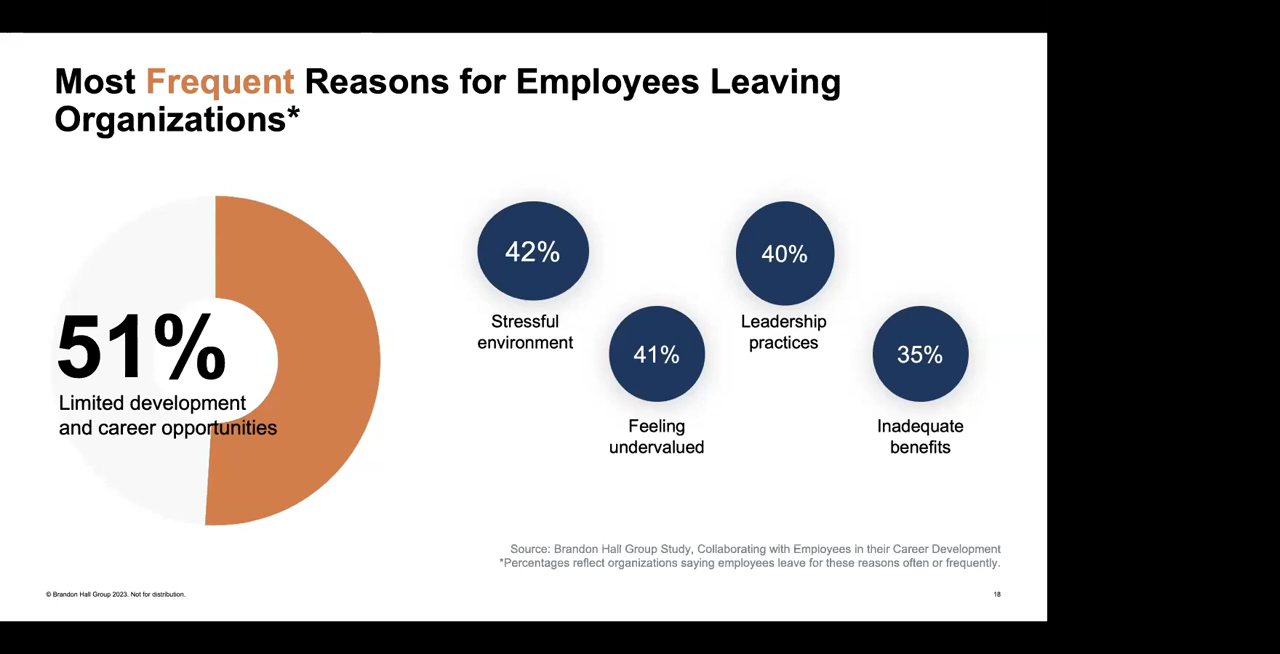 Most Frequent Reasons for Employees Leaving
Organizations*
51%
Limited development
and career opportunities
42%
Stressful
environment
41%
Feeling
undervalued
40%
Leadership
practices
35%
Inadequate
benefits
Source: Brandon Hall Group Study, Collaborating with Employees in their Career Development
*Percentages reflect organizations saying employees leave for these reasons often or frequently.
© Brandon Hall Group 2023. Not for distribution.
18